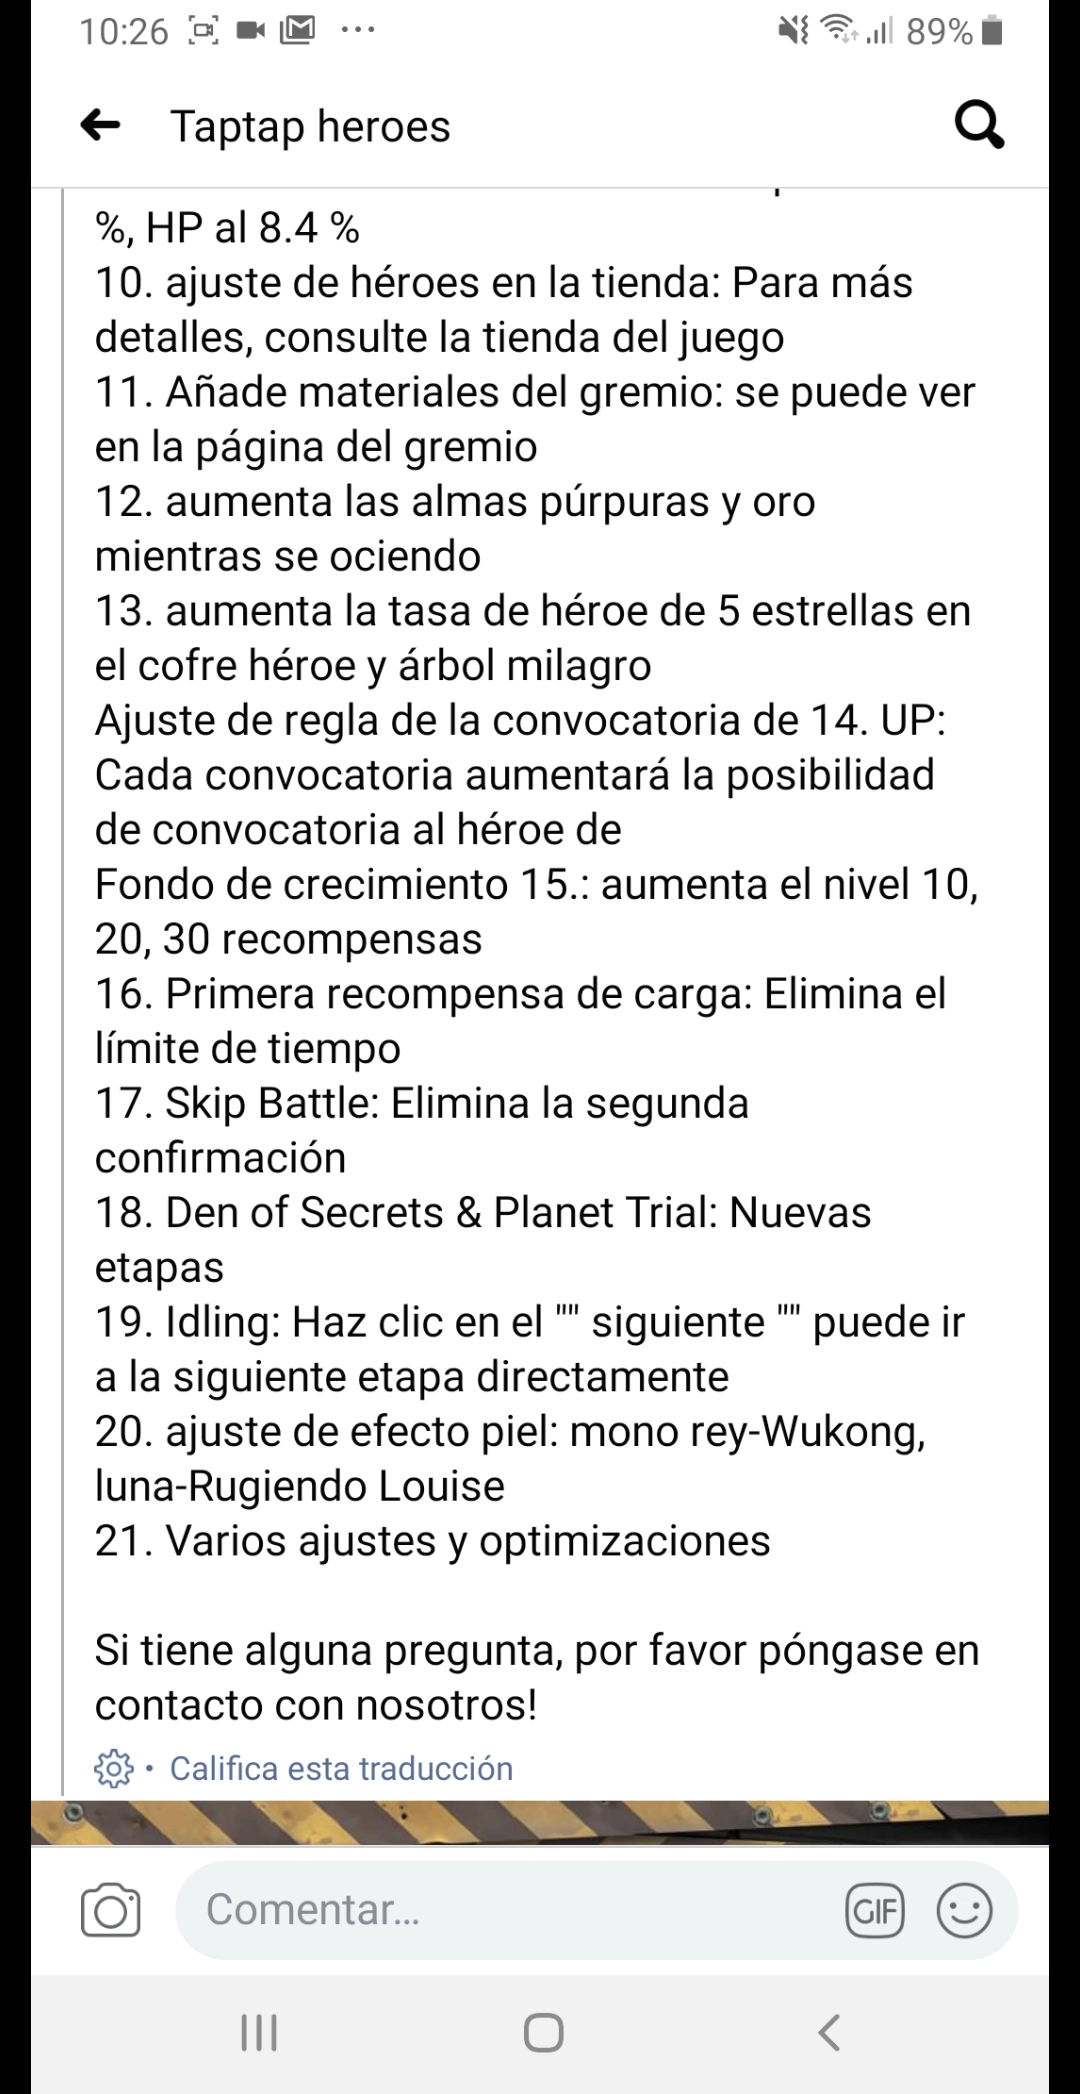 10:26 89%
Taptap heroes
%, HP al 8.4 %
10. ajuste de héroes en la tienda: Para más
detalles, consulte la tienda del juego
11. Añade materiales del gremio: se puede ver
en la página del gremio
12. aumenta las almas púrpuras y oro
mientras se ociendo
13. aumenta la tasa de héroe de 5 estrellas en
el cofre héroe y árbol milagro
Ajuste de regla de la convocatoria de 14. UP:
Cada convocatoria aumentará la posibilidad
de convocatoria al héroe de
Fondo de crecimiento 15.: aumenta el nivel 10,
20, 30 recompensas
16. Primera recompensa de carga: Elimina el
límite de tiempo
17. Skip Battle: Elimina la segunda
confirmación
18. Den of Secrets & Planet Trial: Nuevas
etapas
19. Idling: Haz clic en el "" siguiente "" puede ir
a la siguiente etapa directamente
20. ajuste de efecto piel: mono rey-Wukong,
luna-Rugiendo Louise
21. Varios ajustes y optimizaciones
Si tiene alguna pregunta, por favor póngase en
contacto con nosotros!
· Califica esta traducción
Comentar...
GIF